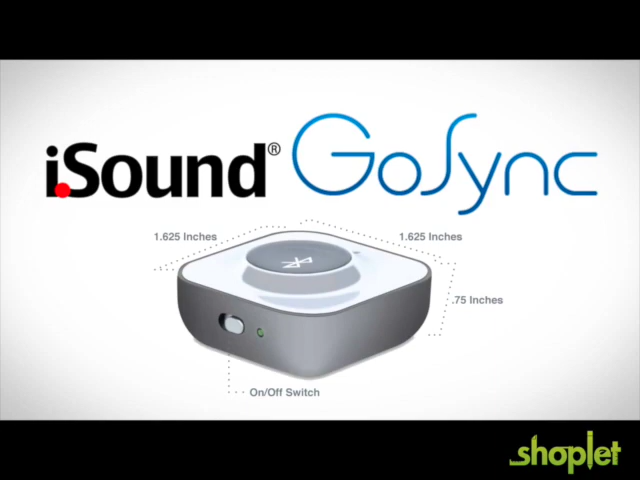 iSound® GoSync
1.625 Inches
1.625 Inches
.75 Inches
On/Off Switch
shoplet